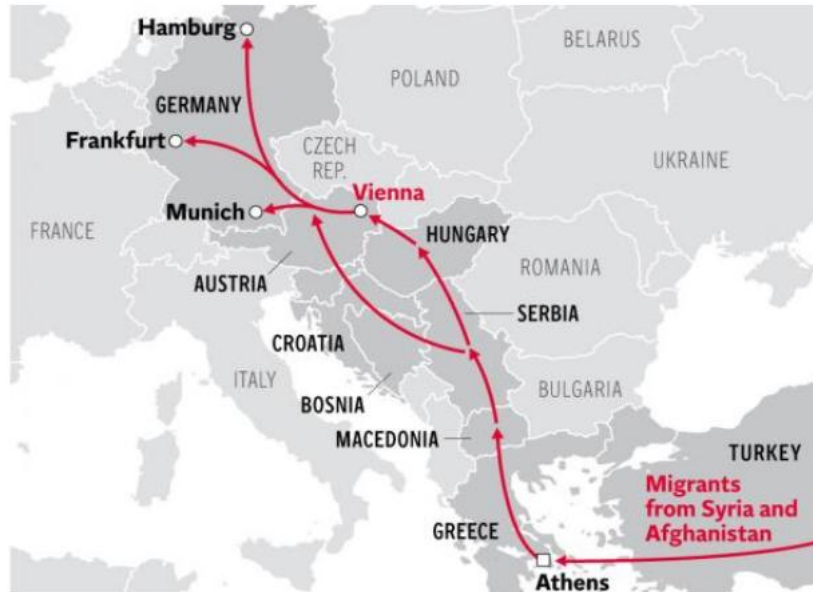 Hamburg
BELARUS
POLAND
GERMANY
Frankfurt
CZECH
REP.
UKRAINE
Vienna
Munich
FRANCE
HUNGARY
ROMANIA
AUSTRIA
SERBIA
CROATIA
ITALY
BULGARIA
BOSNIA
MACEDONIA
TURKEY
Migrants
from Syria and
Afghanistan
GREECE
Athens